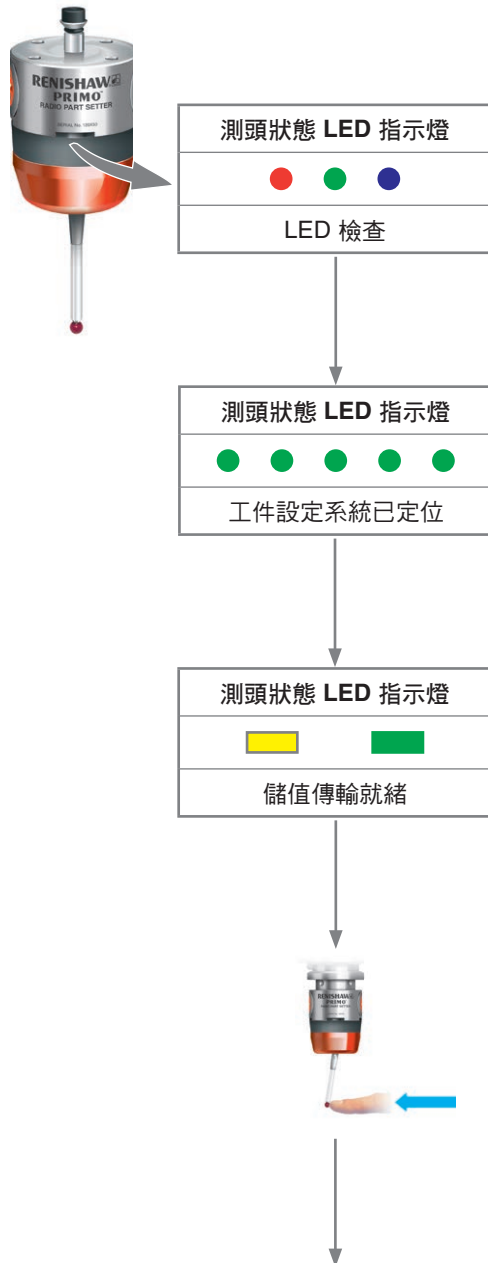 RENISHAW
PRIMO
RADIO PART SETTER
測頭狀態 LED 指示燈
LED 檢查
測頭狀態 LED 指示燈
工件設定系統已定位
測頭狀態 LED 指示燈
儲值傳輸就緒
RENISHAW
PRIMO